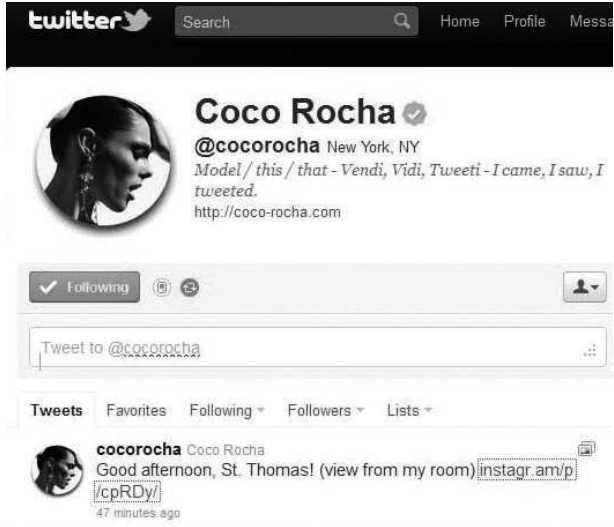 twitter
Search
Home Profile Messa
Coco Rocha
@cocorocha New York, NY
Model / this / that - Vendi, Vidi, Tweeti - I came, I saw, I
tweeted.
http://coco-rocha.com
Following
Tweet to @cocorocha
Tweets Favorites Following Followers Lists
cocorocha Coco Rocha
Good afternoon, St. Thomas! (view from my room) instagr.am/p
/cpRDy/
47 minutes ago